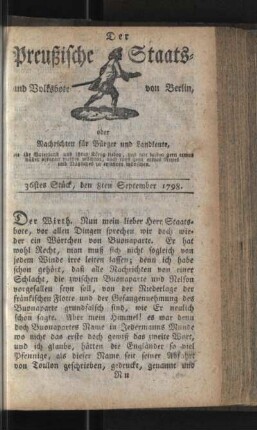 Der
Preußische Staats-
und Volksbote von Berlin,
oder
Nachrichten für Bürger und Landleute,
36stes Stück, den 8ten September 1798.
Der Wirth. Nun mein lieber Herr Staats-
bote, vor allen Dingen sprechen wir doch wie-
der ein Wörtchen von Buonaparte. Er hat
wohl Recht, man muß sich nicht sogleich von
jedem Winde irre leiten lassen; denn ich habe
schon gehört, daß alle Nachrichten von einer
Schlacht, die zwischen Buonaparte und Nelson
vorgefallen seyn soll, von der Niederlage der
fränkischen Flotte und der Gefangennehmung des
Buonaparte grundfalsch sind, wie Er neulich
schon sagte. Aber mein Himmel! es war denn
doch Buonapartes Name in Jedermanns Munde
wo nicht das erste doch gewiß das zweite Wort,
und ich glaube, hätten die Engländer so viel
Pfennige, als dieser Name seit seiner Abfahrt
von Toulon geschrieben, gedruckt, genannt und
Nn